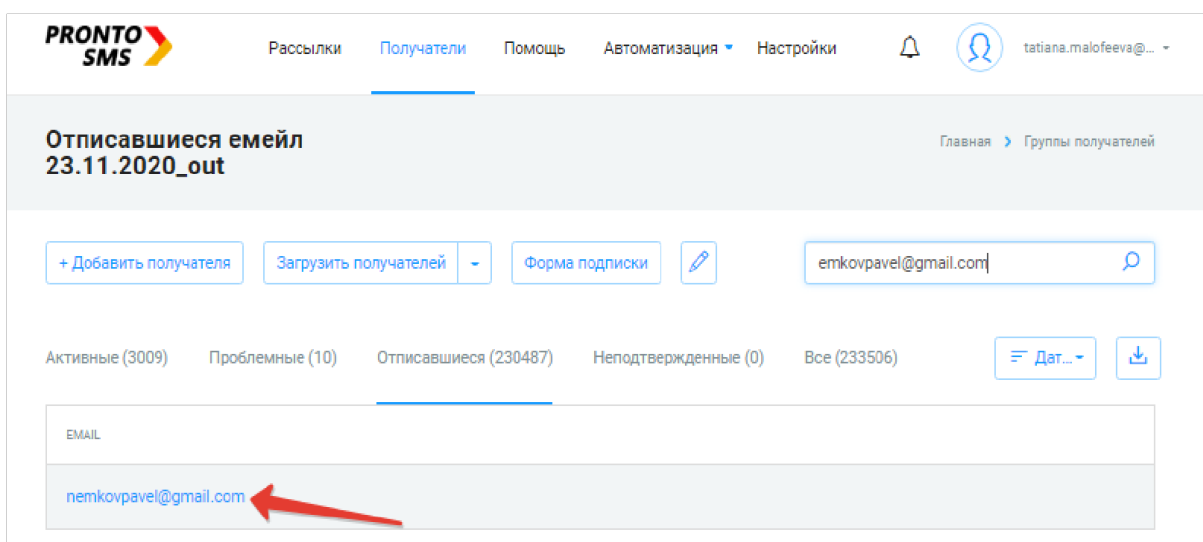 PRONTO
SMS
Рассылки Получатели Помощь Автоматизация Настройки tatiana.malofeeva@...
Отписавшиеся емейл
23.11.2020_out
Главная > Группы получателей
+ Добавить получателя Загрузить получателей Форма подписки emkovpavel@gmail.com
Активные (3009) Проблемные (10) Отписавшиеся (230487) Неподтвержденные (0) Все (233506) Дат...
EMAIL
nemkovpavel@gmail.com